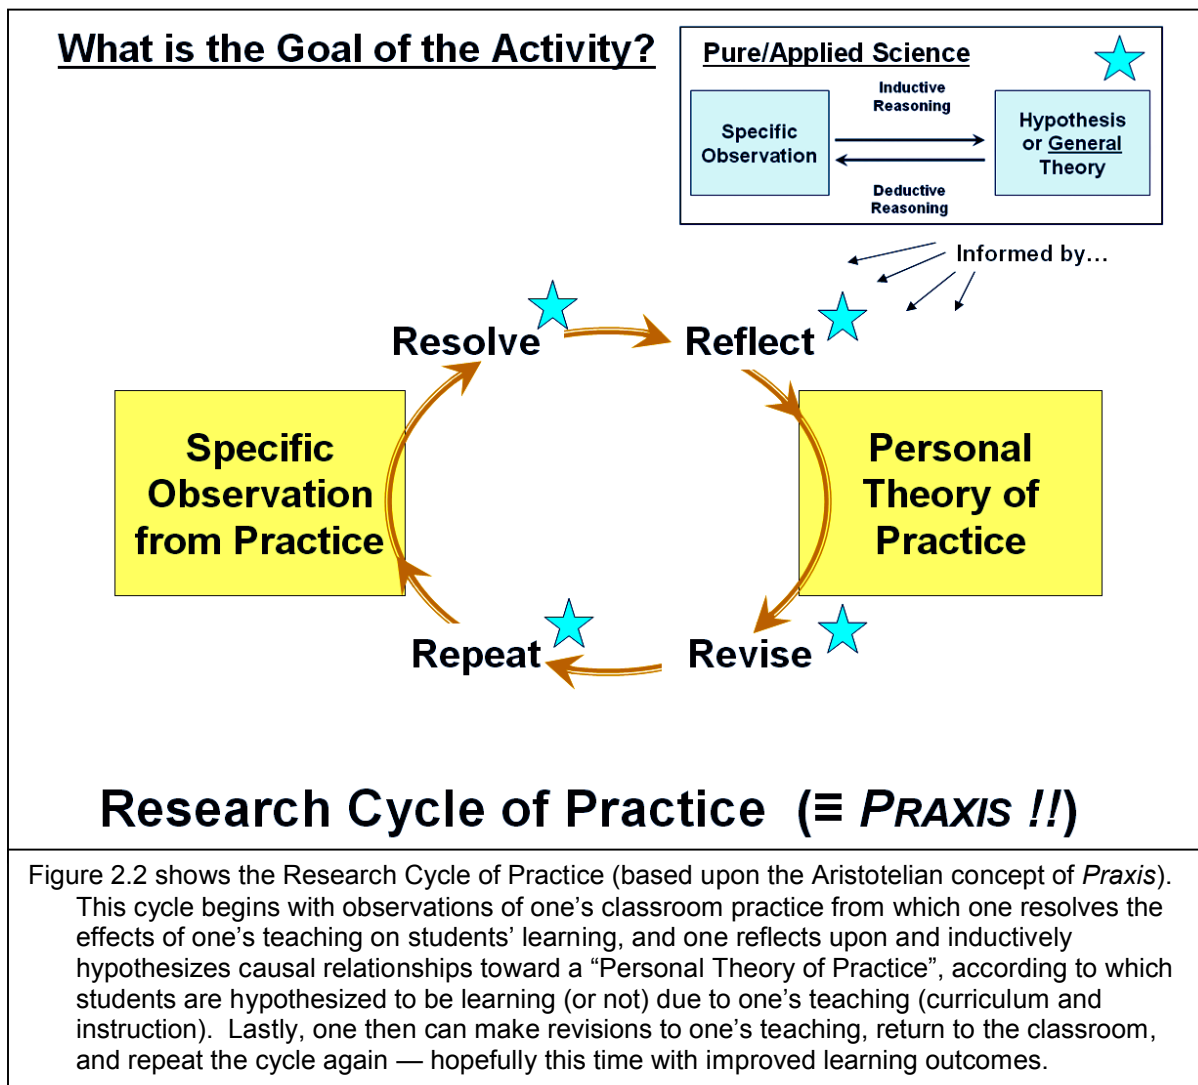 What is the Goal of the Activity?
Pure/Applied Science
Inductive
Reasoning
Specific
Observation
Hypothesis
or General
Theory
Deductive
Reasoning
Informed by…
Resolve
Reflect
Specific
Observation
from Practice
Personal
Theory of
Practice
Repeat
Revise
Research Cycle of Practice (≡ PRAXIS !!)
Figure 2.2 shows the Research Cycle of Practice (based upon the Aristotelian concept of Praxis).
This cycle begins with observations of one’s classroom practice from which one resolves the
effects of one’s teaching on students’ learning, and one reflects upon and inductively
hypothesizes causal relationships toward a “Personal Theory of Practice”, according to which
students are hypothesized to be learning (or not) due to one’s teaching (curriculum and
instruction). Lastly, one then can make revisions to one’s teaching, return to the classroom,
and repeat the cycle again — hopefully this time with improved learning outcomes.